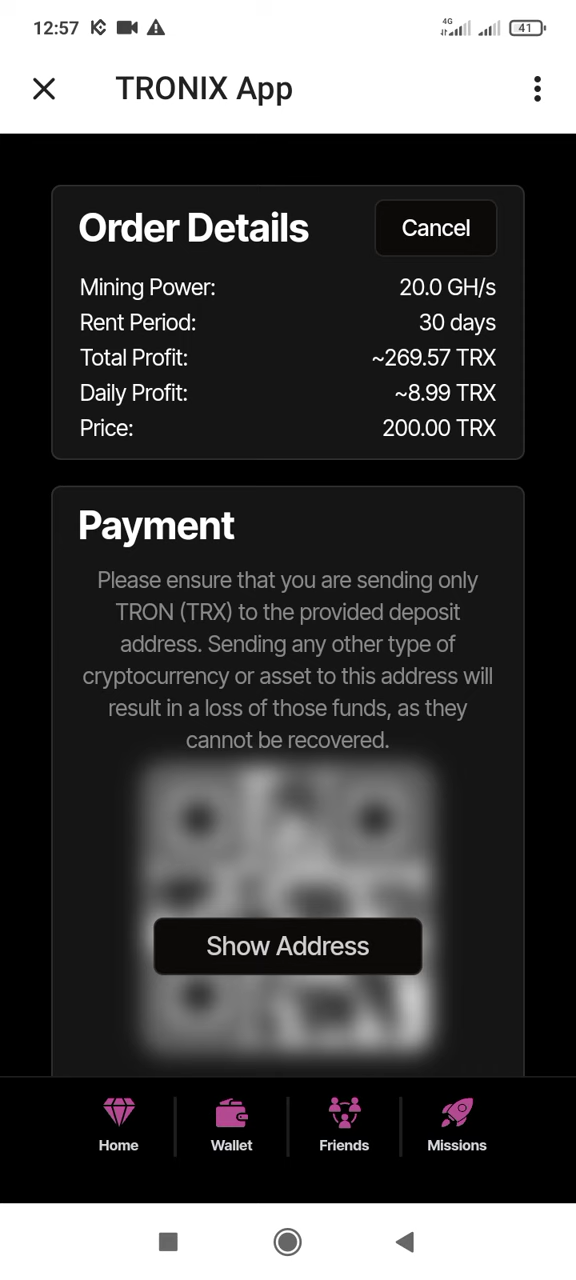 12:57
4G
41
TRONIX App
Order Details
Cancel
Mining Power: 20.0 GH/s
Rent Period: 30 days
Total Profit: ~269.57 TRX
Daily Profit: ~8.99 TRX
Price: 200.00 TRX
Payment
Please ensure that you are sending only
TRON (TRX) to the provided deposit
address. Sending any other type of
cryptocurrency or asset to this address will
result in a loss of those funds, as they
cannot be recovered.
Show Address
Home Wallet Friends Missions